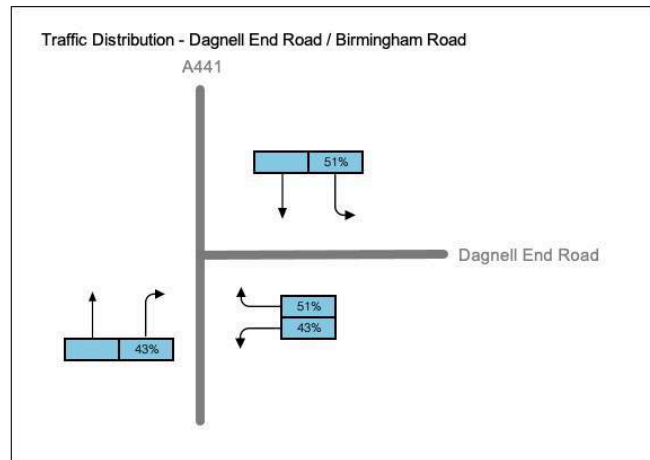 Traffic Distribution - Dagnell End Road / Birmingham Road
A441
51%
Dagnell End Road
51%
43%
43%